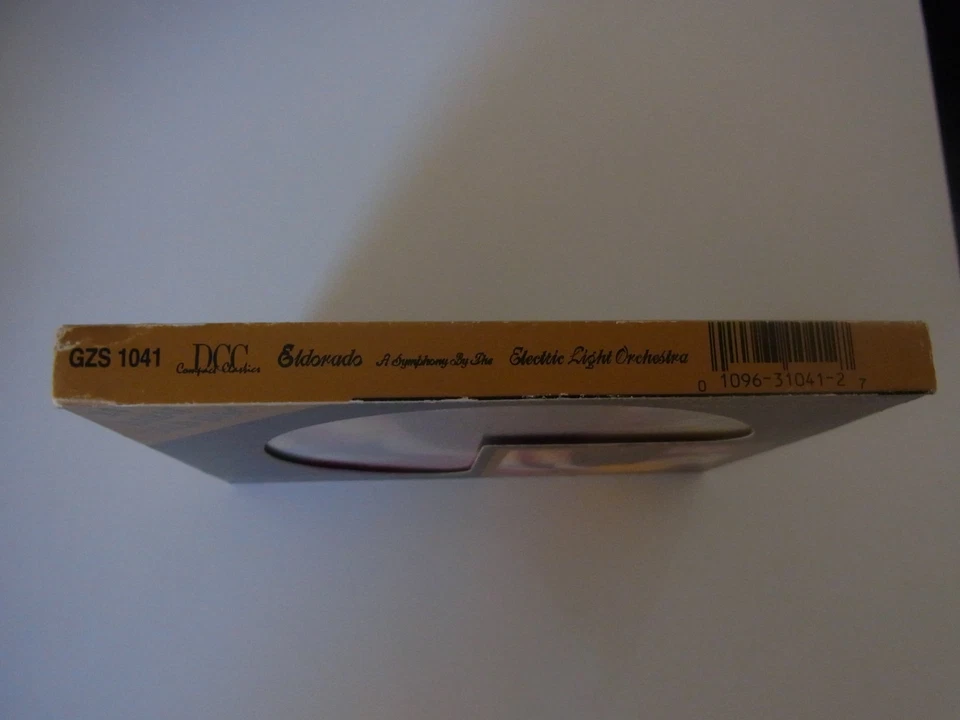 GZS 1041 DCC Compact Classics Eldorado A Symphony By The Electric Light Orchestra 0 1096-31041-2 7